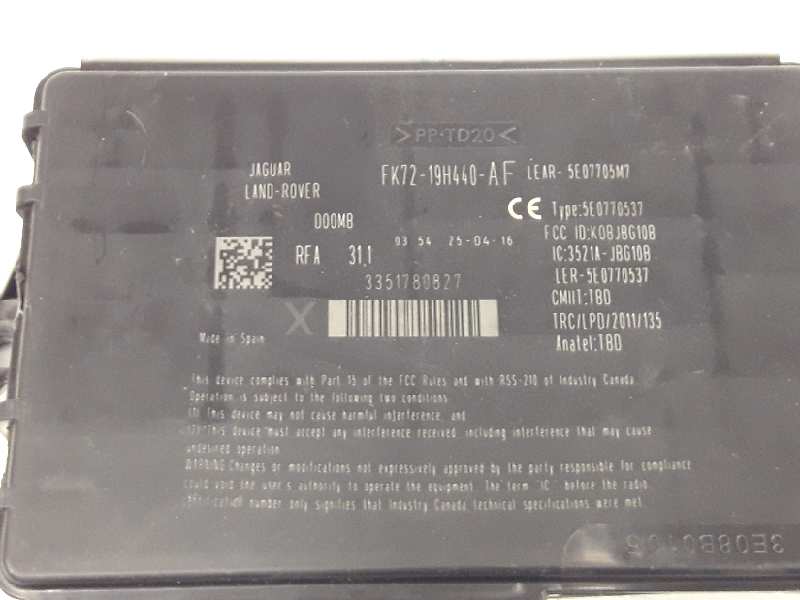 >PP-TD20<
JAGUAR
LAND-ROVER
FK72-19H440-AF
LEAR- 5E07705M7
000MB
CE
Type:5E0770537
FCC ID:KOBJBG10B
IC:3521A-JBG10B
LER-5E0770537
CMIIT:TBD
TRC/LPD/2011/135
Anatel:TBD
0354 25-04-16
RFA 31.1
3351780827
X
Made in Spain
This device complies with Part 15 of the FCC Rules and with RSS-210 of Industry Canada.
Operation is subject to the following two conditions
(1) This device may not cause harmful interference, and
(2) This device must accept any interference received, including interference that may cause
undesired operation
WARNING Changes or modifications not expressively approved by the party responsible for compliance
could void the user's authority to operate the equipment. The term "IC" before the radio
specification number only signifies that Industry Canada technical specifications were met.